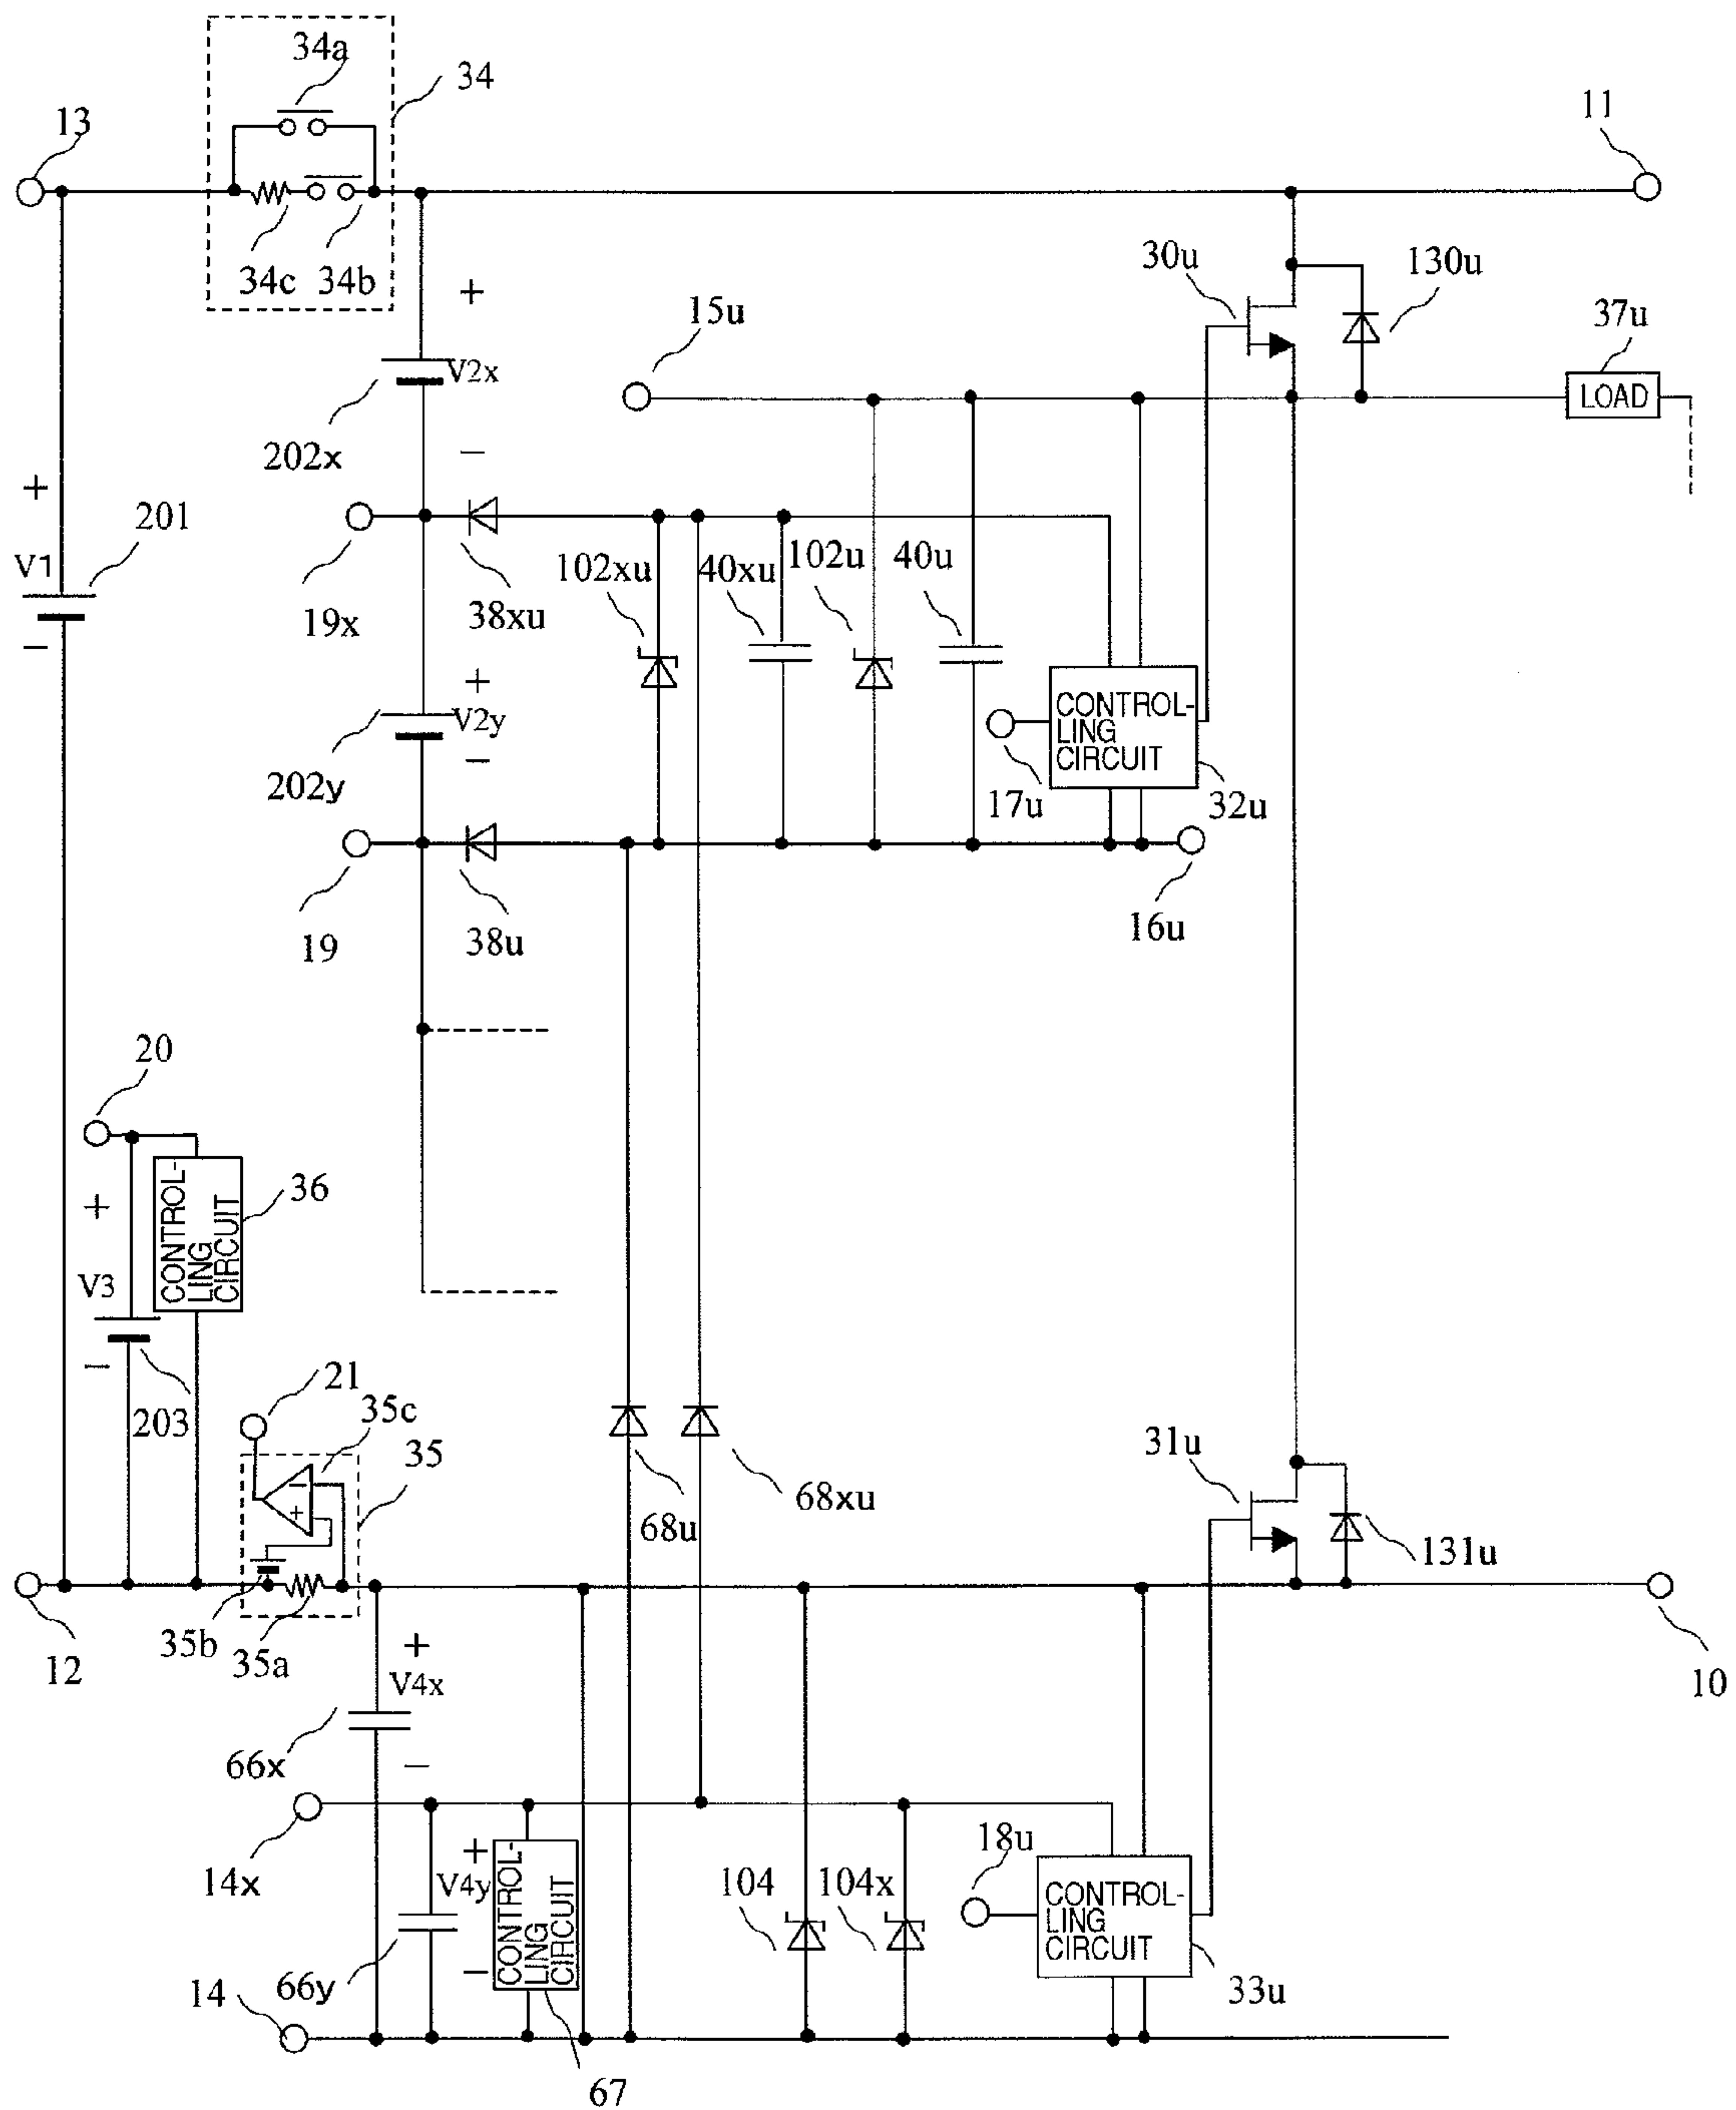 34a
34
13
11
34c
34b
30u
130u
+
15u
37u
V2x
LOAD
202x
−
+
201
V1
102xu
40xu
102u
40u
19x
38xu
−
+
V2y
CONTROL-
LING
CIRCUIT
−
202y
17u
32u
19
38u
16u
20
+
36
CONTROL-
LING
CIRCUIT
V3
−
21
35c
203
35
31u
−
+
68xu
68u
131u
12
35b
35a
+
V4x
10
66x
−
14x
+
V4y
CONTROL-
LING
CIRCUIT
104
104x
18u
CONTROL-
LING
CIRCUIT
−
66y
14
33u
67